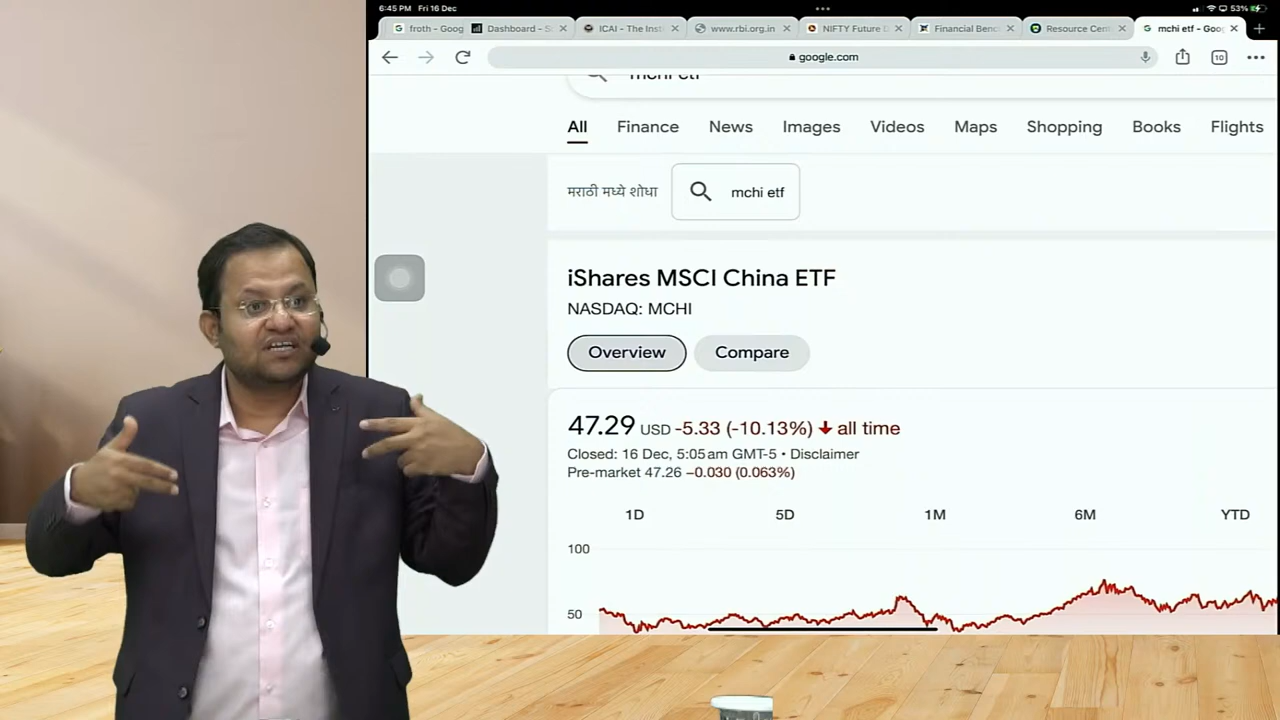 6:45 PM Fri 16 Dec
53%
froth - Goog
Dashboard - S
ICAI - The Inst
www.rbi.org.in
NIFTY Future D
Financial Benc
Resource Cent
mchi etf - Goo
google.com
10
mchi etf
All Finance News Images Videos Maps Shopping Books Flights
मराठी मध्ये शोधा
mchi etf
iShares MSCI China ETF
NASDAQ: MCHI
Overview Compare
47.29 USD -5.33 (-10.13%) all time
Closed: 16 Dec, 5:05 am GMT-5 • Disclaimer
Pre-market 47.26 −0.030 (0.063%)
1D 5D 1M 6M YTD
100
50